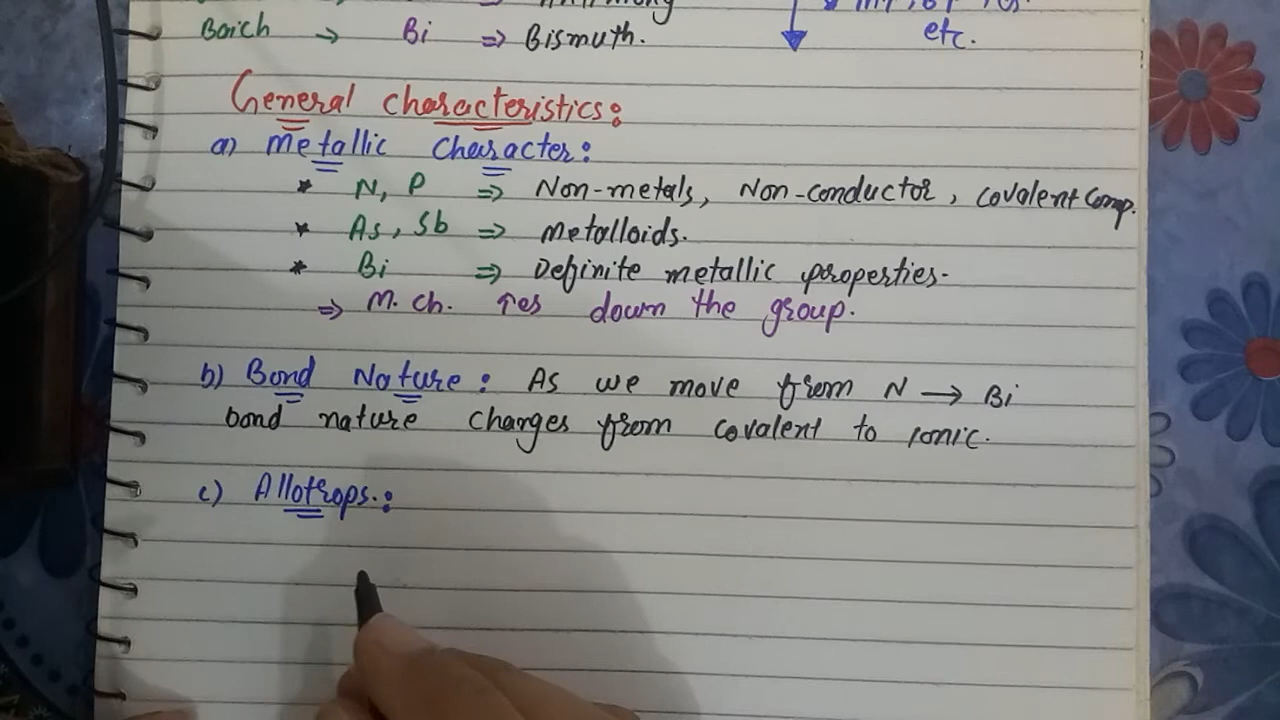 Baich → Bi ⇒ Bismuth.
etc.
General characteristics:
a) Metallic Character:
* N, P ⇒ Non-metals, Non-conductor, covalent comp.
* As, Sb ⇒ metalloids.
* Bi ⇒ Definite metallic properties.
⇒ M. Ch. ↑es down the group.
b) Bond Nature: As we move from N → Bi
bond nature changes from covalent to ionic.
c) Allotrops.: